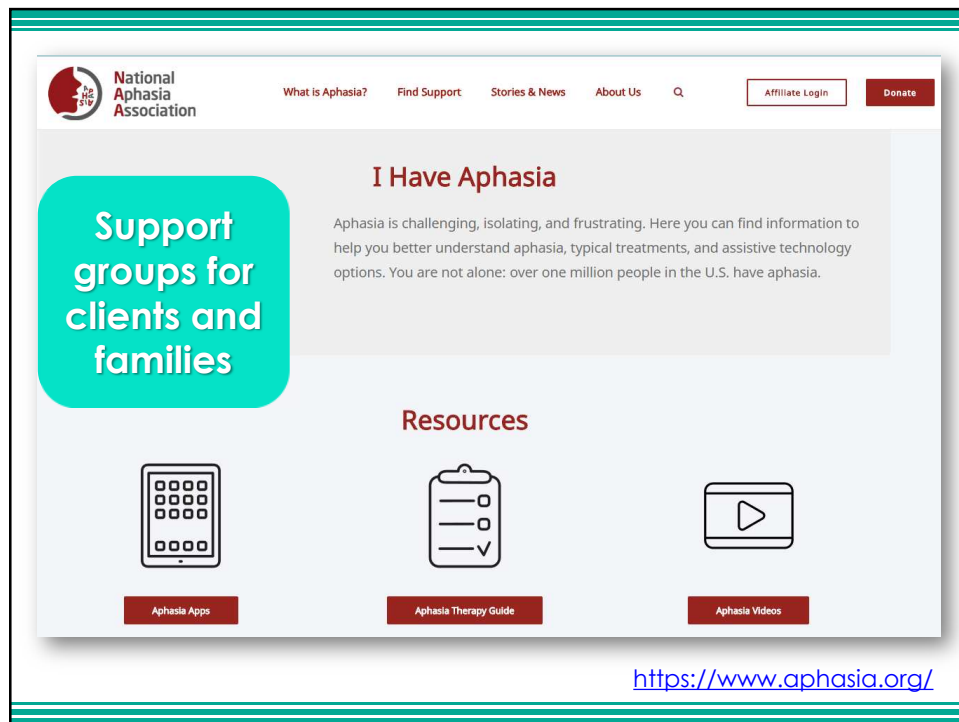 National
Aphasia
Association
What is Aphasia?
Find Support
Stories & News
About Us
Affiliate Login
Donate
I Have Aphasia
Aphasia is challenging, isolating, and frustrating. Here you can find information to
help you better understand aphasia, typical treatments, and assistive technology
options. You are not alone: over one million people in the U.S. have aphasia.
Support
groups for
clients and
families
Resources
Aphasia Apps
Aphasia Therapy Guide
Aphasia Videos
https://www.aphasia.org/